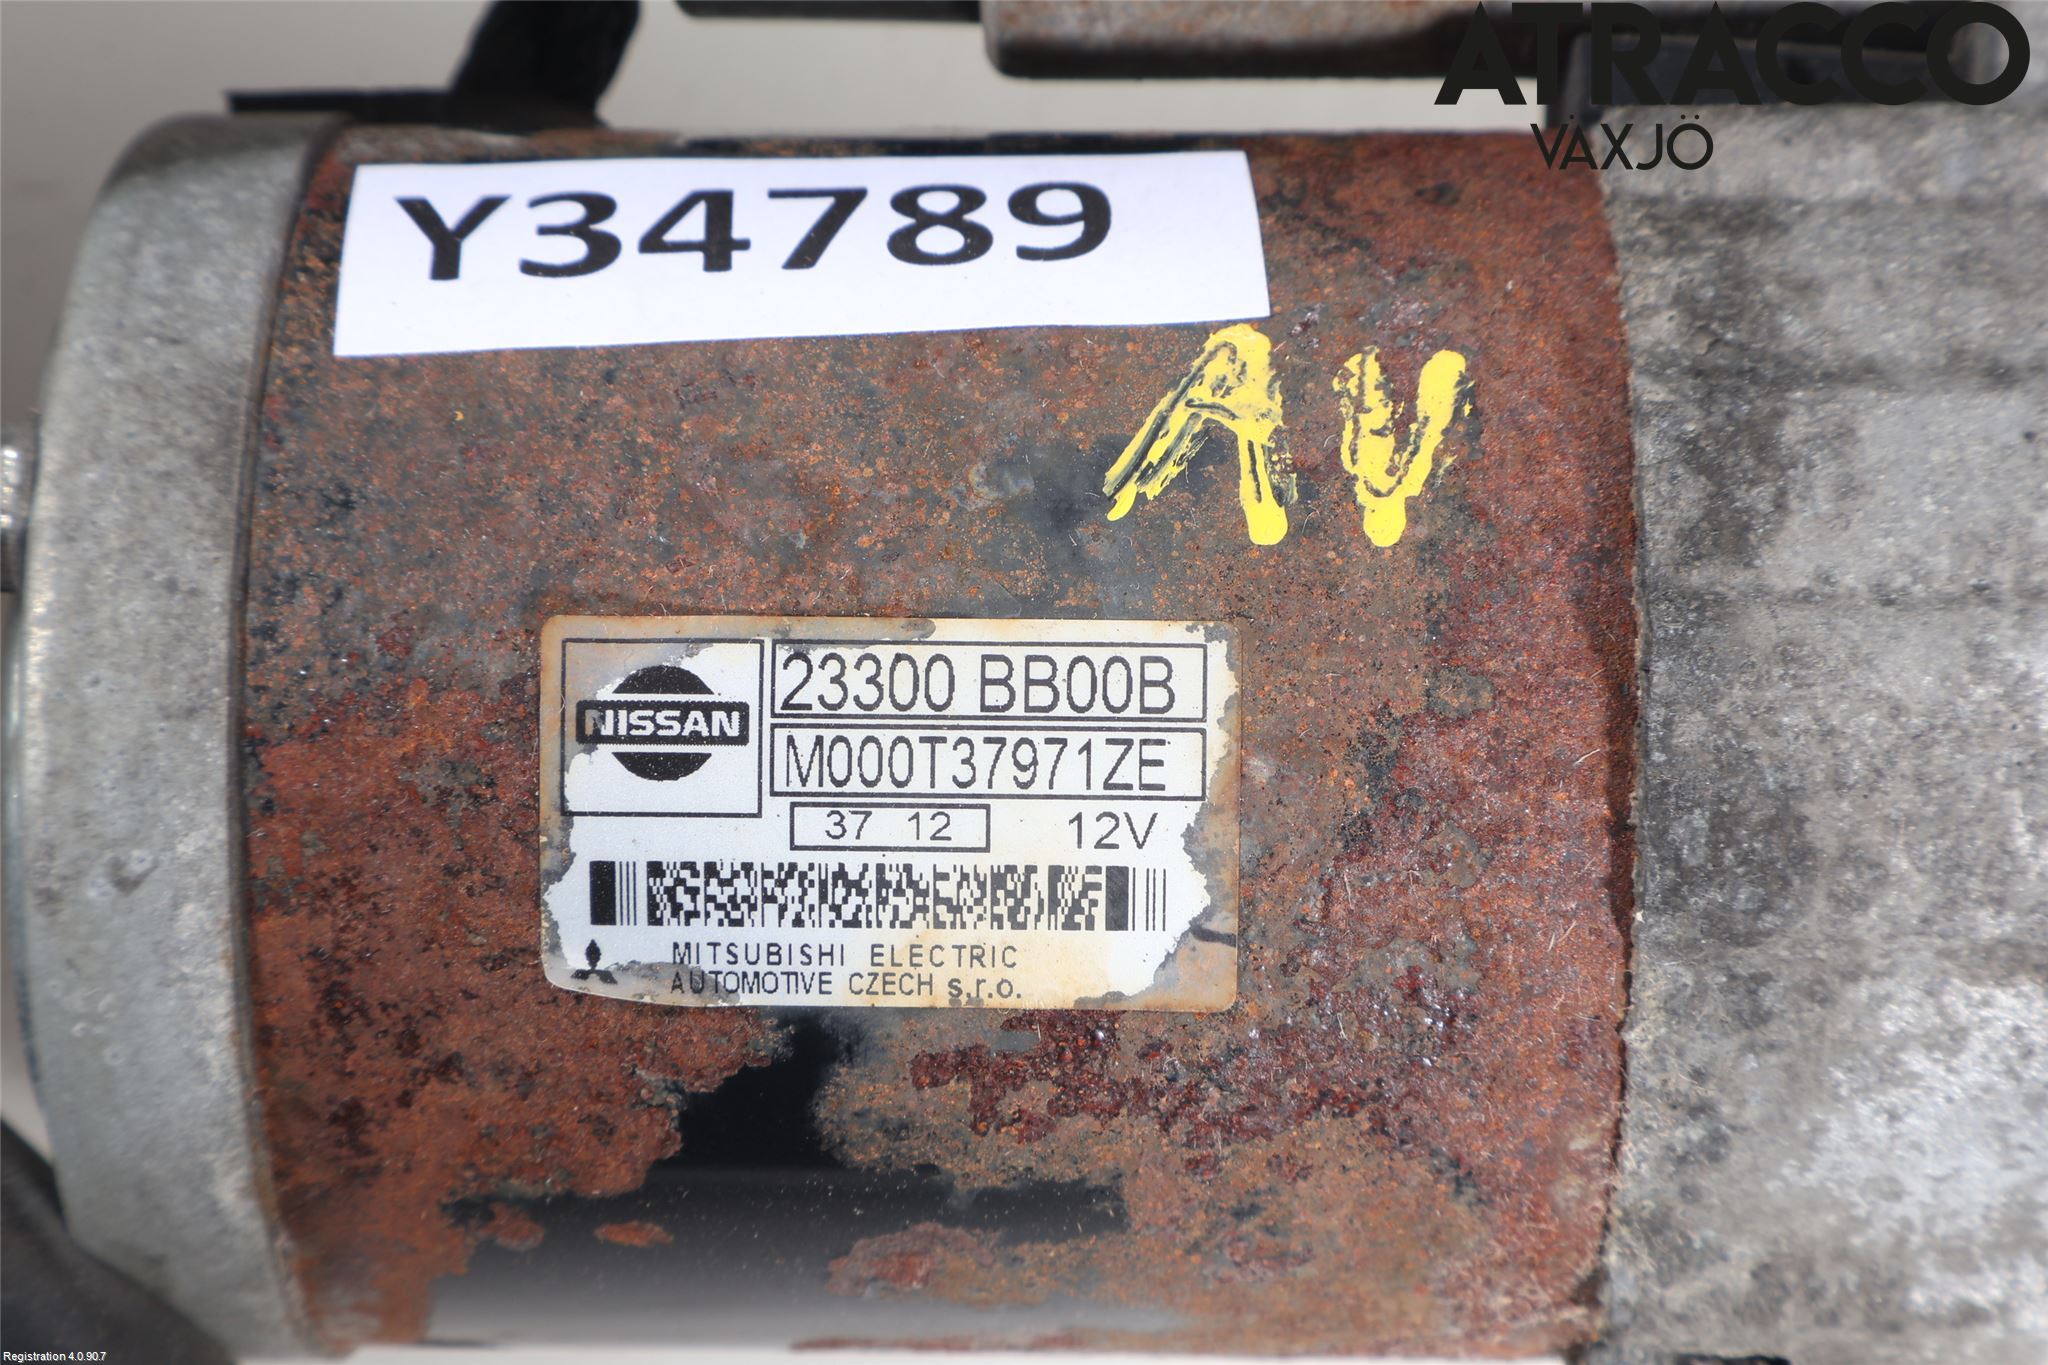 ATRACCO
VÄXJÖ
Y34789
AV
NISSAN
23300 BB00B
M000T37971ZE
37 12 12V
MITSUBISHI ELECTRIC
AUTOMOTIVE CZECH s.r.o.
Registration 4.0.90.7